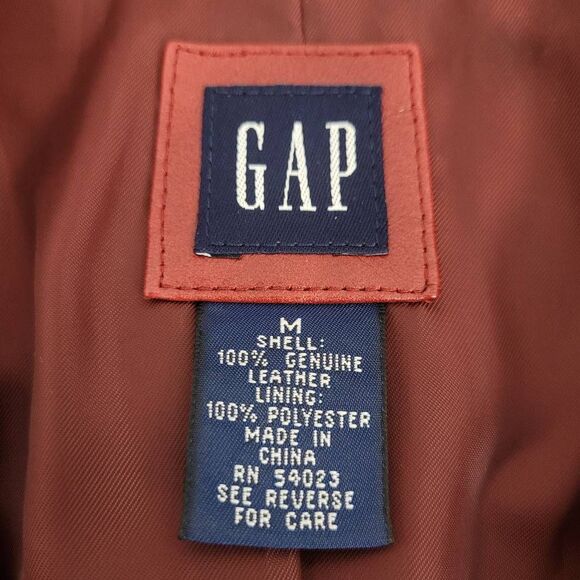 GAP
M
SHELL:
100% GENUINE
LEATHER
LINING:
100% POLYESTER
MADE IN
CHINA
RN 54023
SEE REVERSE
FOR CARE